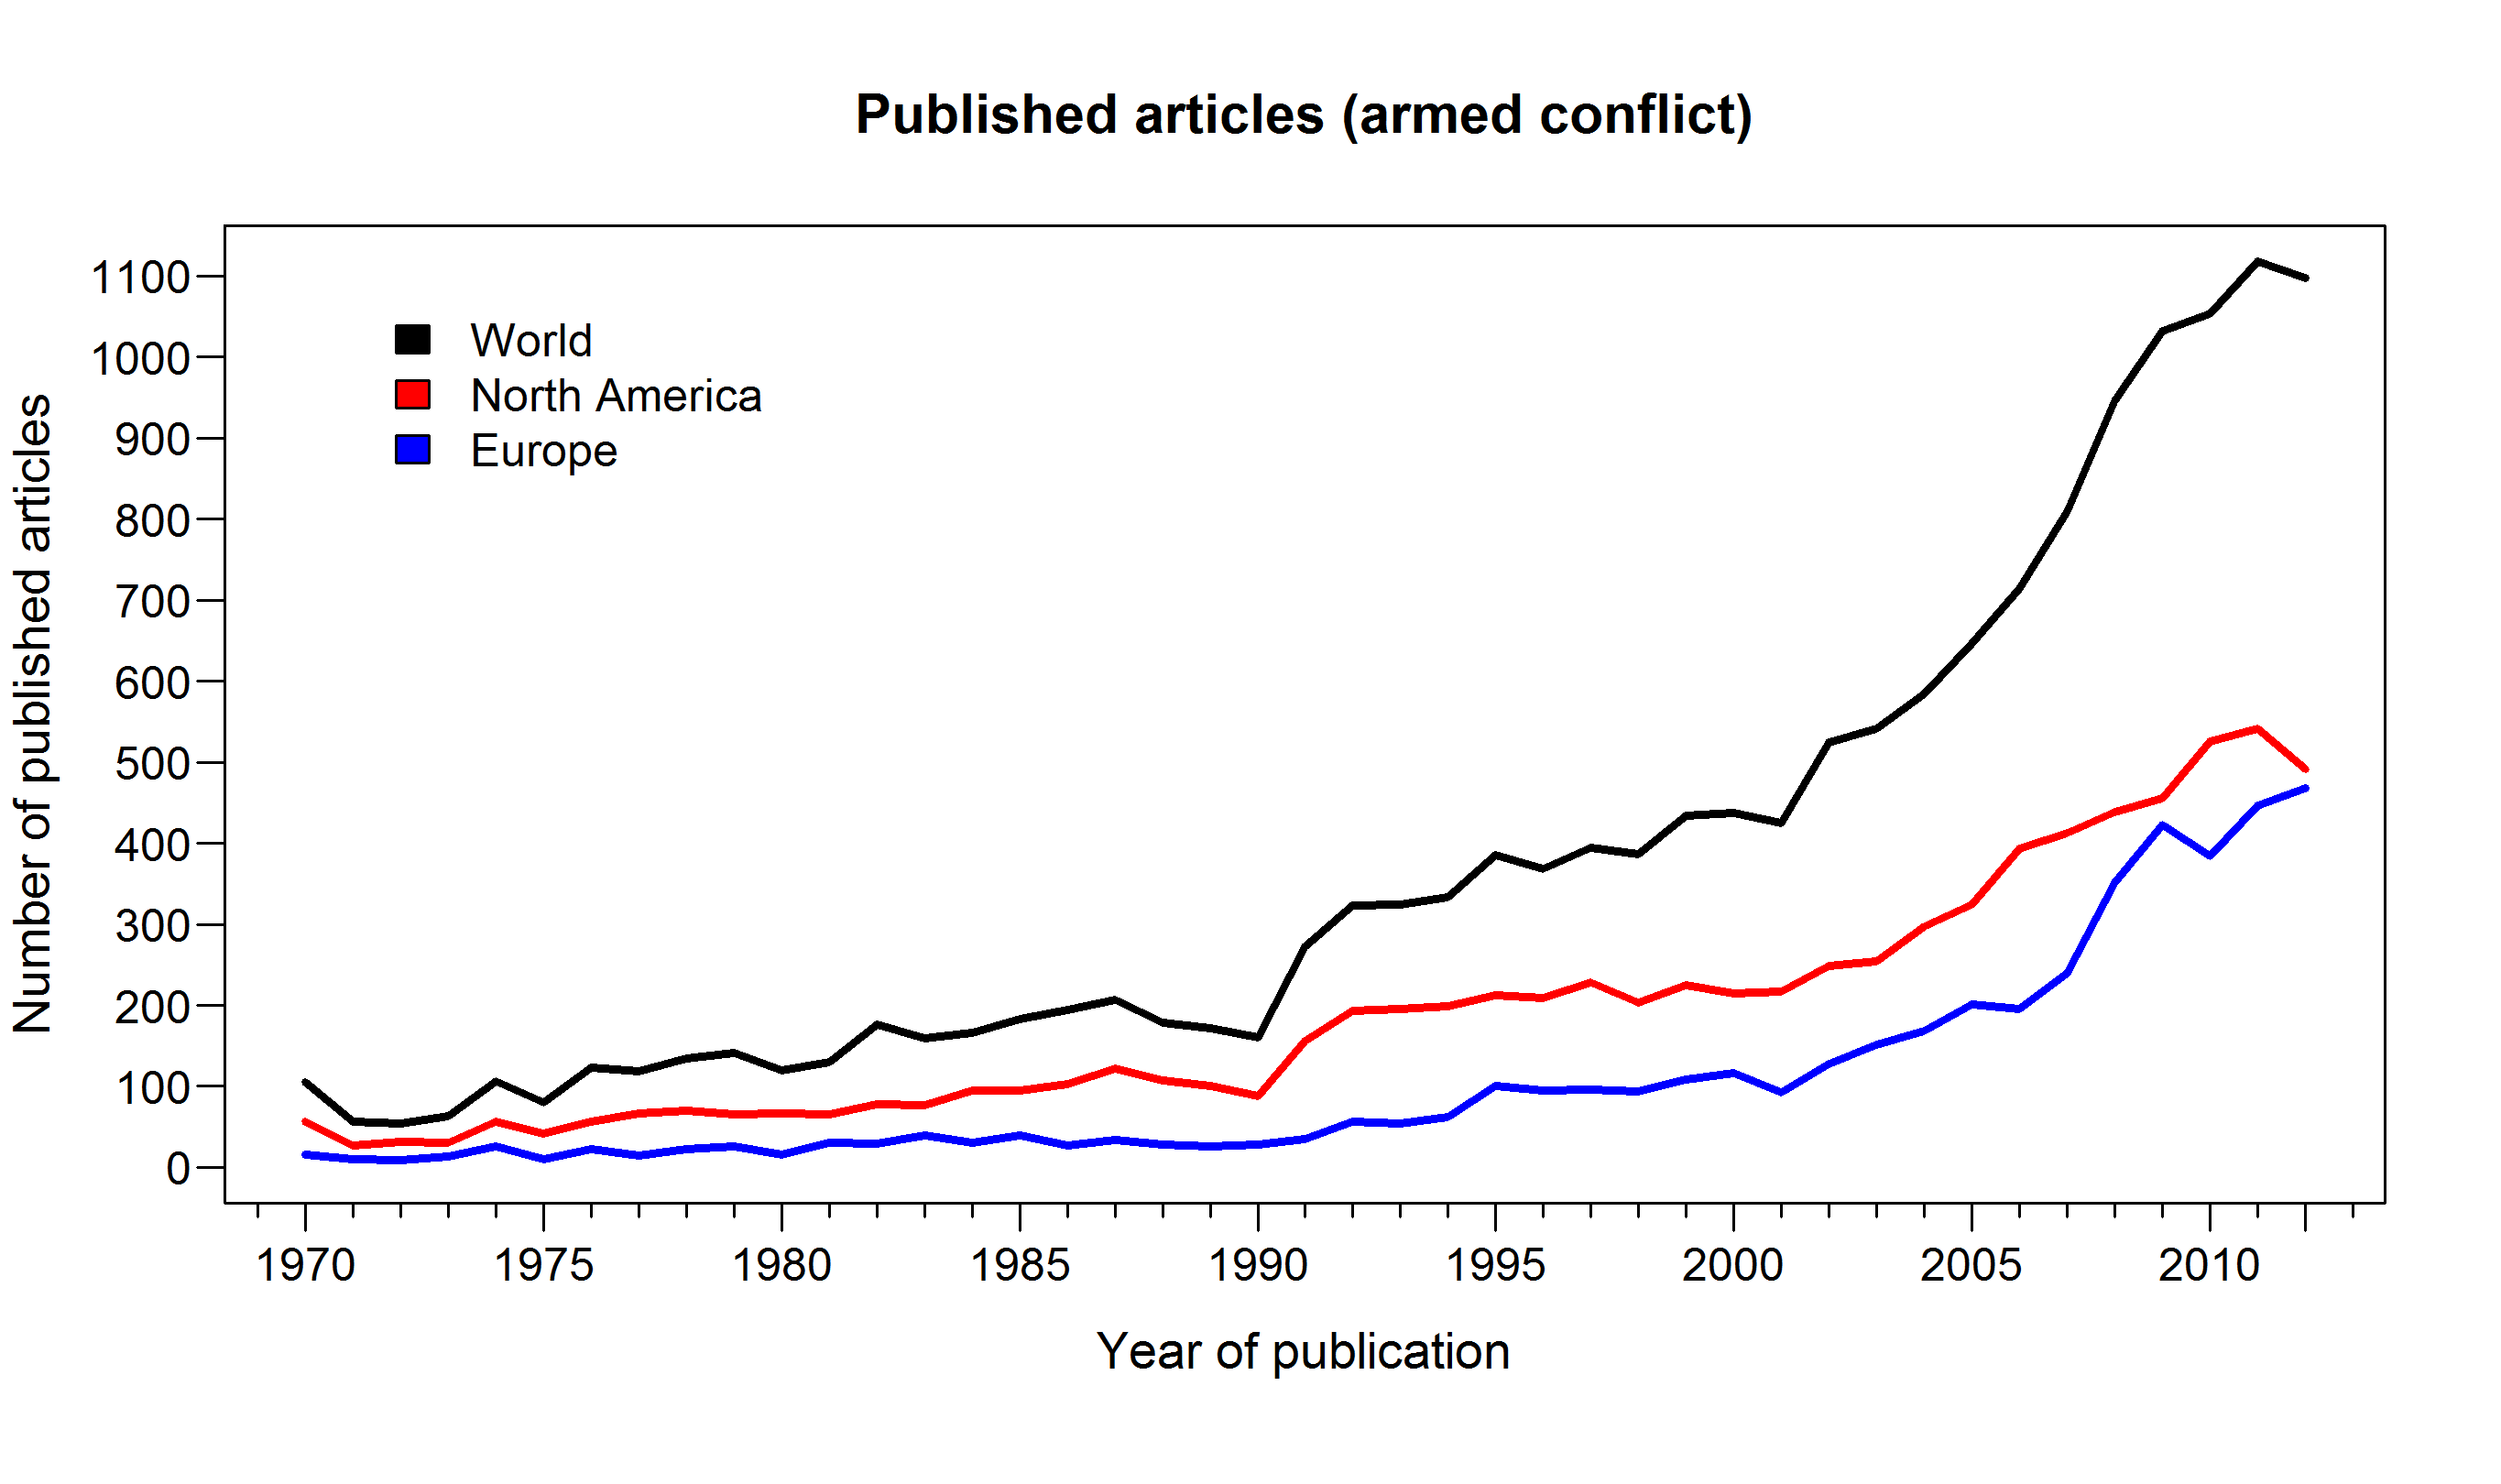 Published articles (armed conflict)
Number of published articles
1100
1000
900
800
700
600
500
400
300
200
100
0
World
North America
Europe
1970 1975 1980 1985 1990 1995 2000 2005 2010
Year of publication